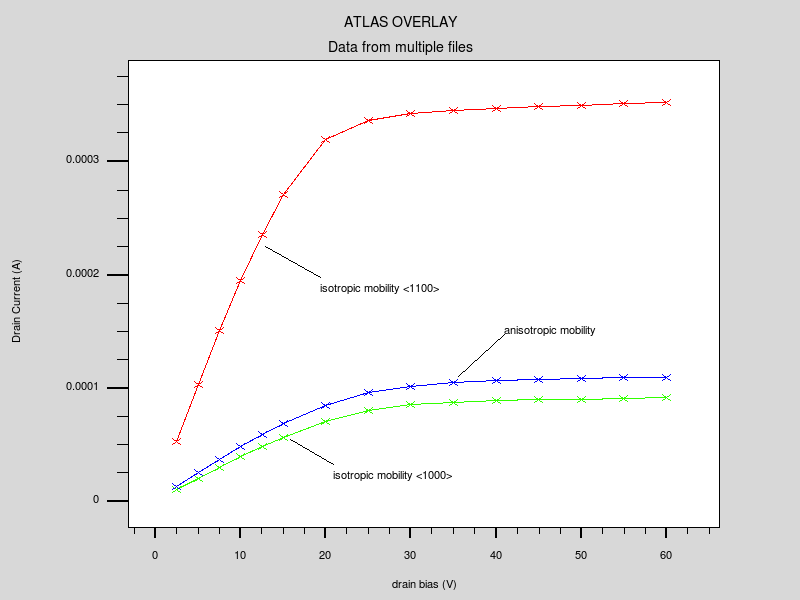 ATLAS OVERLAY
Data from multiple files
0.0003
0.0002
0.0001
0
Drain Current (A)
isotropic mobility <1100>
anisotropic mobility
isotropic mobility <1000>
0 10 20 30 40 50 60
drain bias (V)